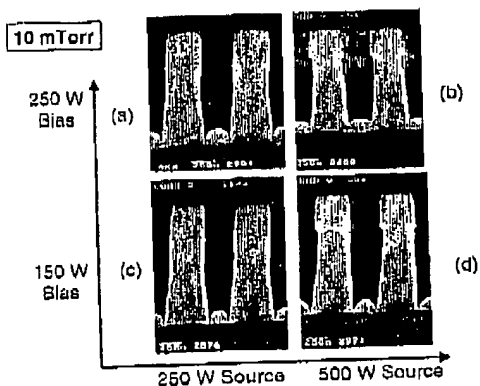 10 mTorr
250 W
Bias
(a)
(b)
150 W
Bias
(c)
(d)
250 W Source
500 W Source